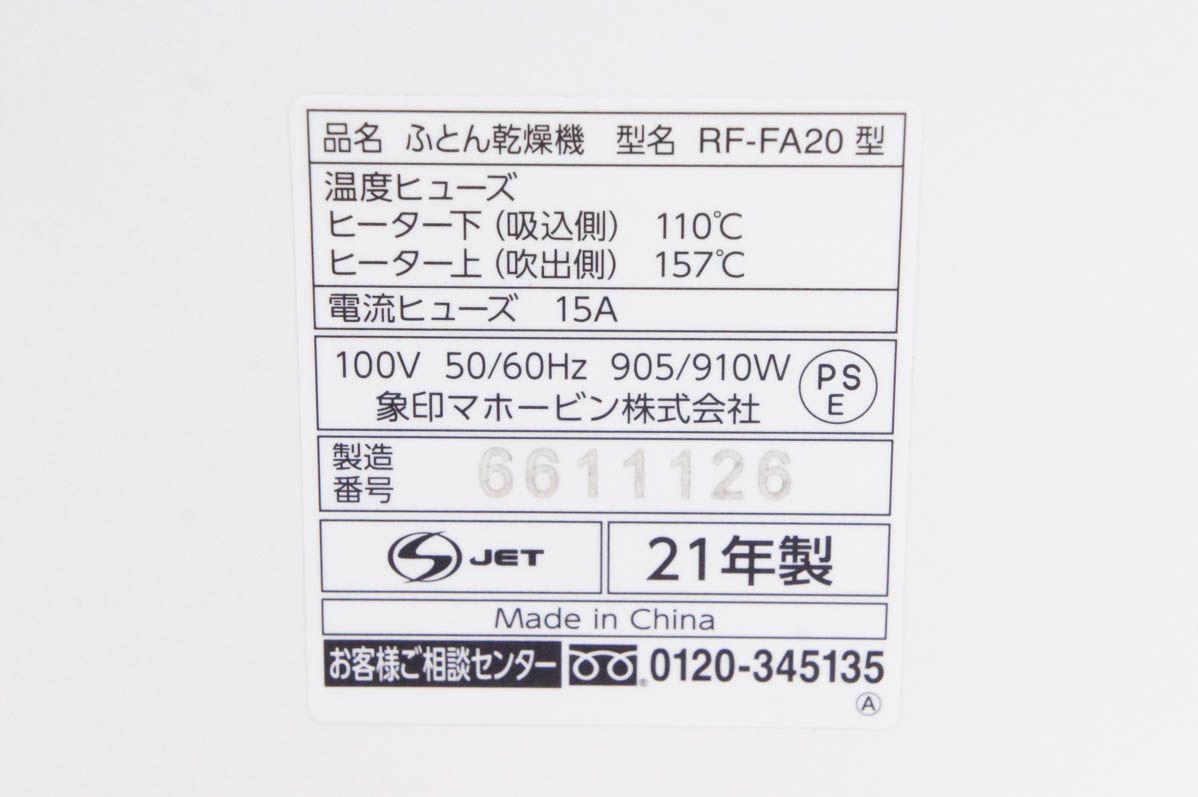 品名 ふとん乾燥機 型名 RF-FA20 型
温度ヒューズ
ヒーター下（吸込側） 110℃
ヒーター上（吹出側） 157℃
電流ヒューズ 15A
100V 50/60Hz 905/910W
象印マホービン株式会社
PS
E
製造
番号
6611126
S JET
21年製
Made in China
お客様ご相談センター 0120-345135
A